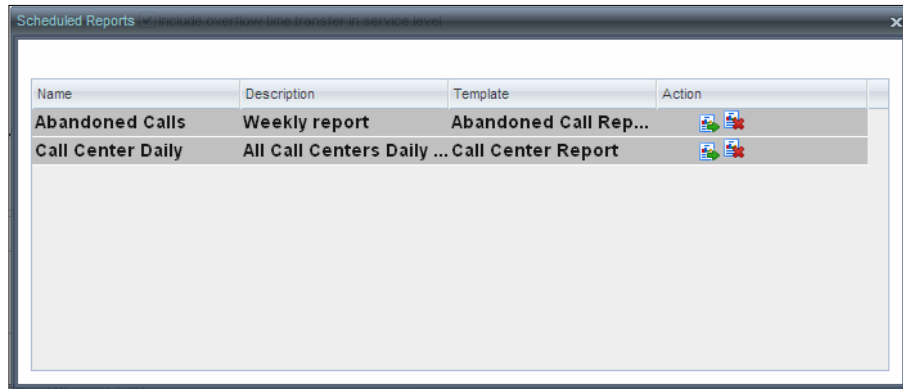 Scheduled Reports include overflow time transfer in service level
Name Description Template Action
Abandoned Calls Weekly report Abandoned Call Rep...
Call Center Daily All Call Centers Daily ... Call Center Report